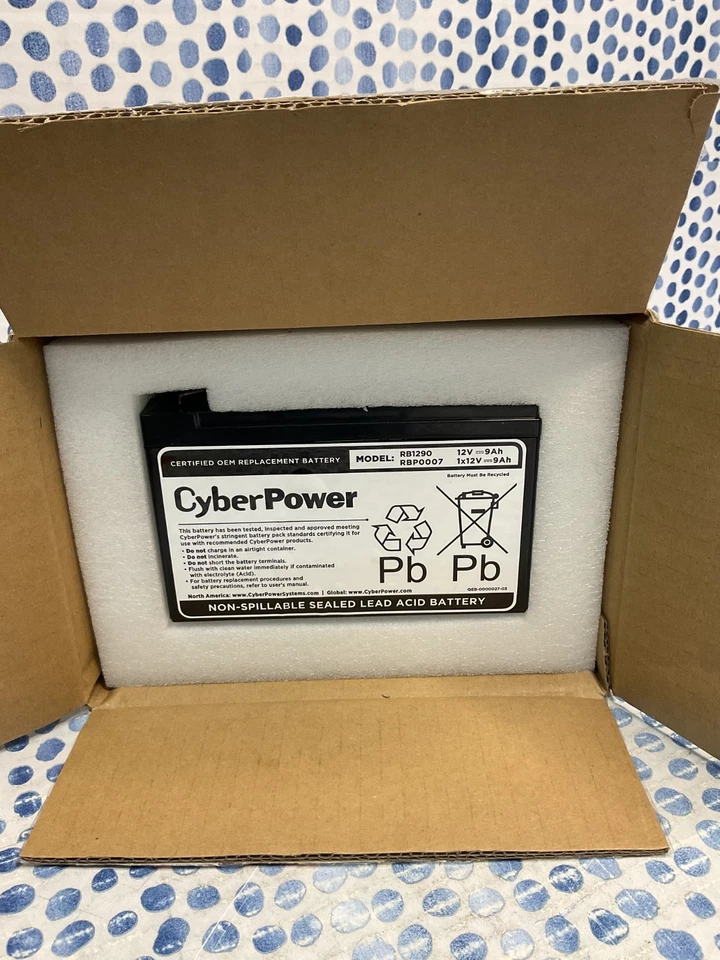 CERTIFIED OEM REPLACEMENT BATTERY
MODEL: RB1290 12V ⎓ 9Ah
RBP0007 1x12V ⎓ 9Ah
Battery Must Be Recycled
CyberPower
This battery has been tested, inspected and approved meeting
CyberPower's stringent battery pack standards certifying it for
use with recommended CyberPower products.
• Do not charge in an airtight container.
• Do not incinerate.
• Do not short the battery terminals.
• Flush with clean water immediately if contaminated
with electrolyte (Acid).
• For battery replacement procedures and
safety precautions, refer to user's manual.
Pb Pb
North America: www.CyberPowerSystems.com | Global: www.CyberPower.com
GEB-0000027-03
NON-SPILLABLE SEALED LEAD ACID BATTERY